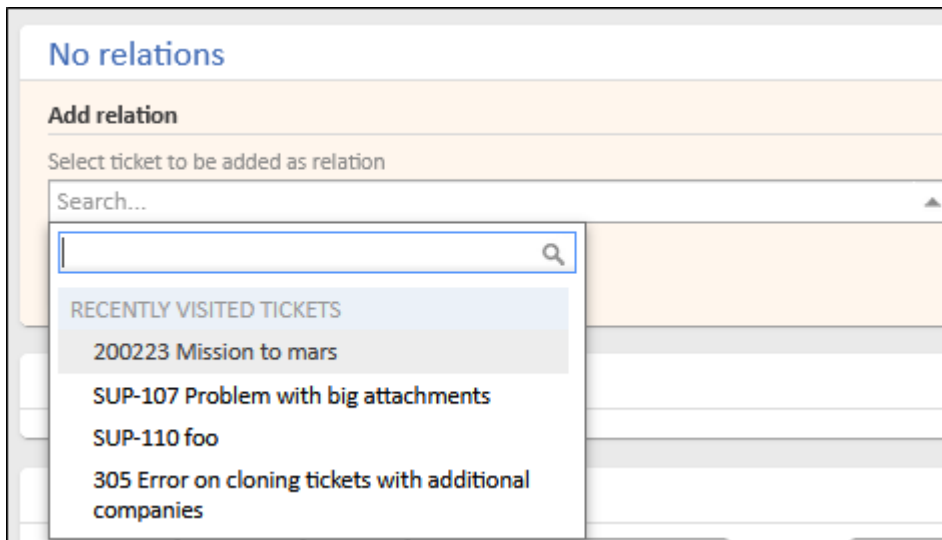 No relations
Add relation
Select ticket to be added as relation
Search...
RECENTLY VISITED TICKETS
200223 Mission to mars
SUP-107 Problem with big attachments
SUP-110 foo
305 Error on cloning tickets with additional
companies